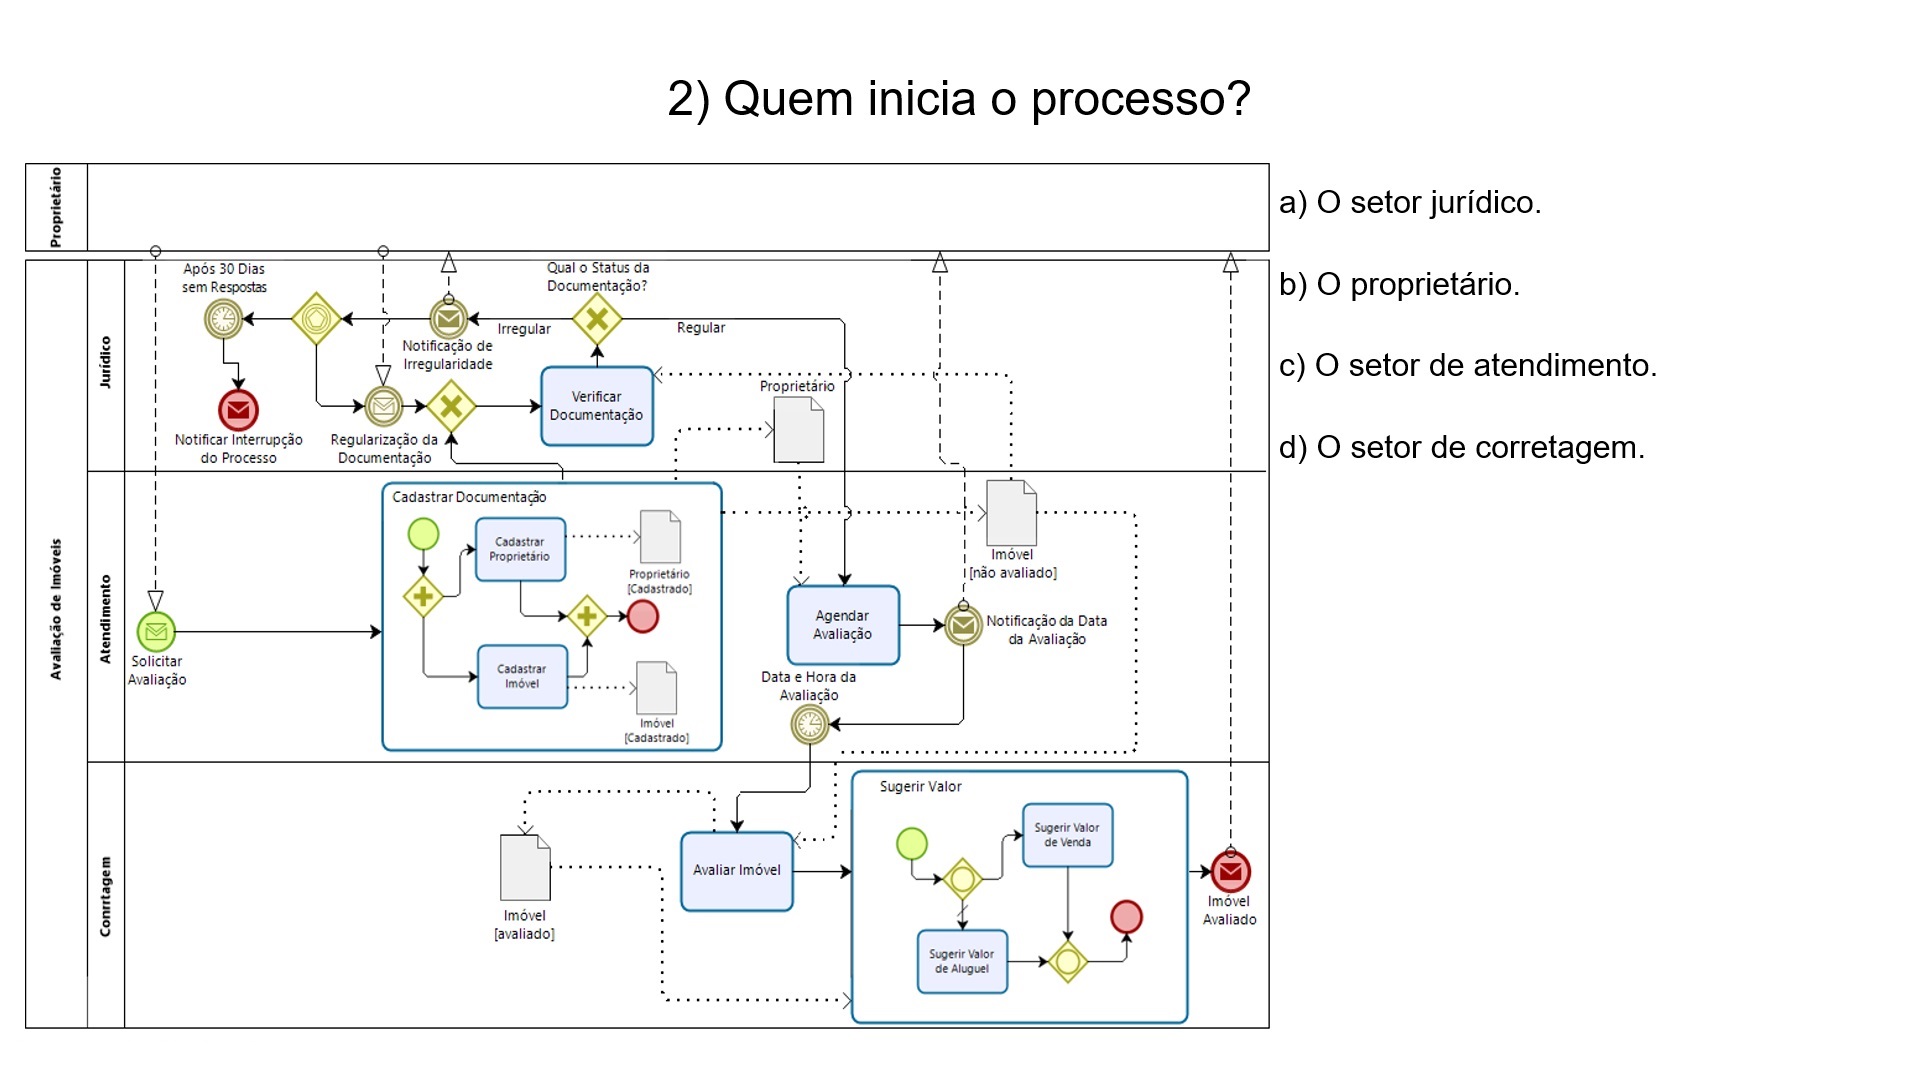 2) Quem inicia o processo?
Proprietário
a) O setor jurídico.
b) O proprietário.
c) O setor de atendimento.
d) O setor de corretagem.
Avaliação de Imóveis
Jurídico
Após 30 Dias
sem Respostas
Notificar Interrupção
do Processo
Notificação de
Irregularidade
Irregular
Qual o Status da
Documentação?
Regular
Regularização da
Documentação
Verificar
Documentação
Proprietário
Atendimento
Solicitar
Avaliação
Cadastrar Documentação
Cadastrar
Proprietário
Proprietário
[Cadastrado]
Cadastrar
Imóvel
Imóvel
[Cadastrado]
Agendar
Avaliação
Imóvel
[não avaliado]
Notificação da Data
da Avaliação
Data e Hora da
Avaliação
Conrtagem
Imóvel
[avaliado]
Avaliar Imóvel
Sugerir Valor
Sugerir Valor
de Venda
Sugerir Valor
de Aluguel
Imóvel
Avaliado